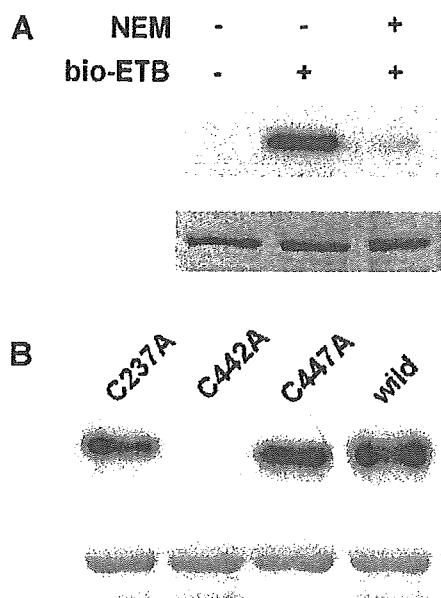 A NEM - - +
bio-ETB - + +
B C237A C442A C447A wild